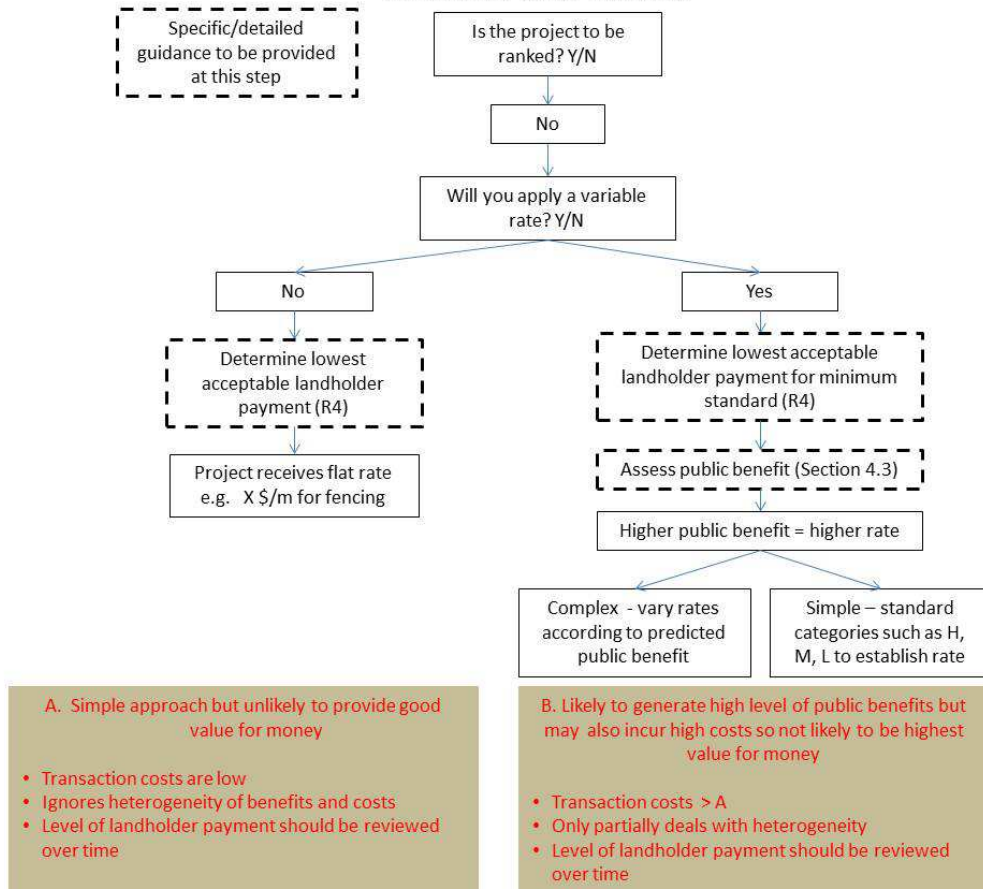 Specific/detailed
guidance to be provided
at this step
Is the project to be
ranked? Y/N
No
Will you apply a variable
rate? Y/N
No
Yes
Determine lowest
acceptable landholder
payment (R4)
Determine lowest acceptable
landholder payment for minimum
standard (R4)
Project receives flat rate
e.g. X $/m for fencing
Assess public benefit (Section 4.3)
Higher public benefit = higher rate
Complex - vary rates
according to predicted
public benefit
Simple – standard
categories such as H,
M, L to establish rate
A. Simple approach but unlikely to provide good
value for money
• Transaction costs are low
• Ignores heterogeneity of benefits and costs
• Level of landholder payment should be reviewed
over time
B. Likely to generate high level of public benefits but
may also incur high costs so not likely to be highest
value for money
• Transaction costs > A
• Only partially deals with heterogeneity
• Level of landholder payment should be reviewed
over time